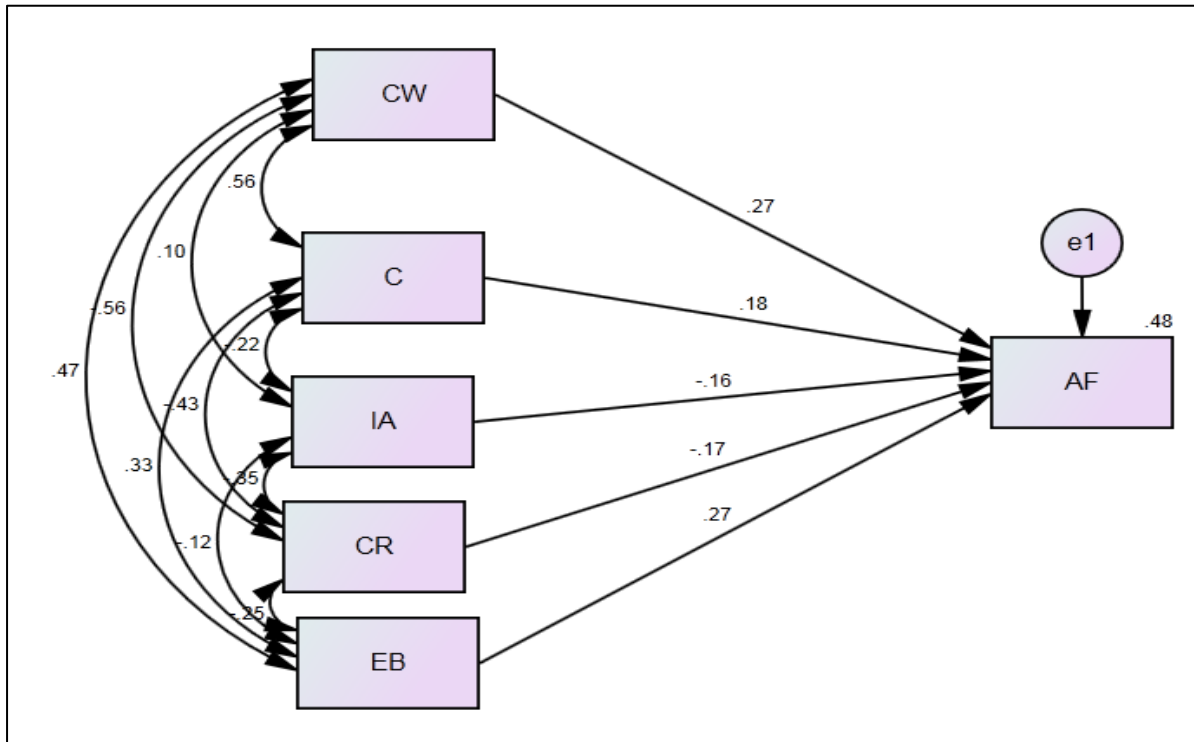 CW
.56
.27
C
.10
-.56
.47
.18
e1
.48
AF
-.22
IA
-.16
-.43
.33
-.35
-.17
CR
-.12
.27
-.25
EB